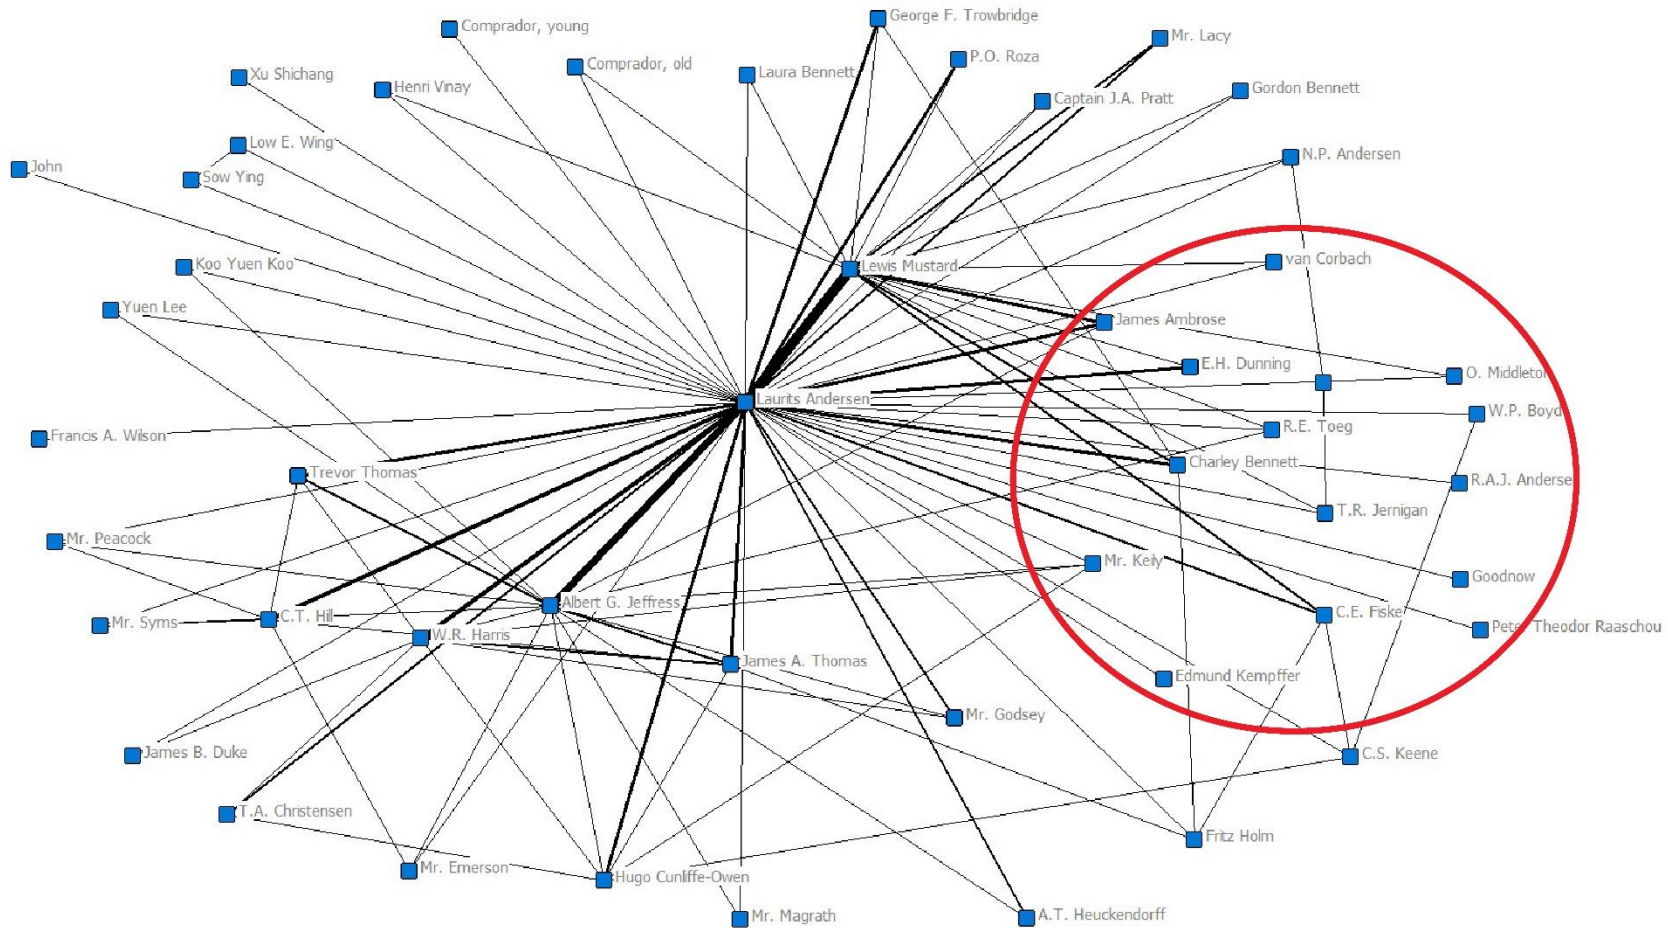 George F. Trowbridge
Comprador, young
Mr. Lacy
P.O. Roza
Comprador, old
Laura Bennett
Xu Shichang
Henri Vinay
Gordon Bennett
Captain J.A. Pratt
Low E. Wing
N.P. Andersen
John
Sow Ying
van Corbach
Koo Yuen Koo
Lewis Mustard
Yuen Lee
James Ambrose
E.H. Dunning
O. Middleton
Laurits Andersen
W.P. Boyd
R.E. Toeg
Francis A. Wilson
Charley Bennett
Trevor Thomas
R.A.J. Anderse
T.R. Jernigan
Mr. Peacock
Mr. Keily
Goodnow
Albert G. Jeffress
C.E. Fiske
C.T. Hill
Mr. Syms
Peter Theodor Raaschou
W.R. Harris
James A. Thomas
Edmund Kempffer
Mr. Godsey
James B. Duke
C.S. Keene
T.A. Christensen
Fritz Holm
Mr. Emerson
Hugo Cunliffe-Owen
Mr. Magrath
A.T. Heuckendorff